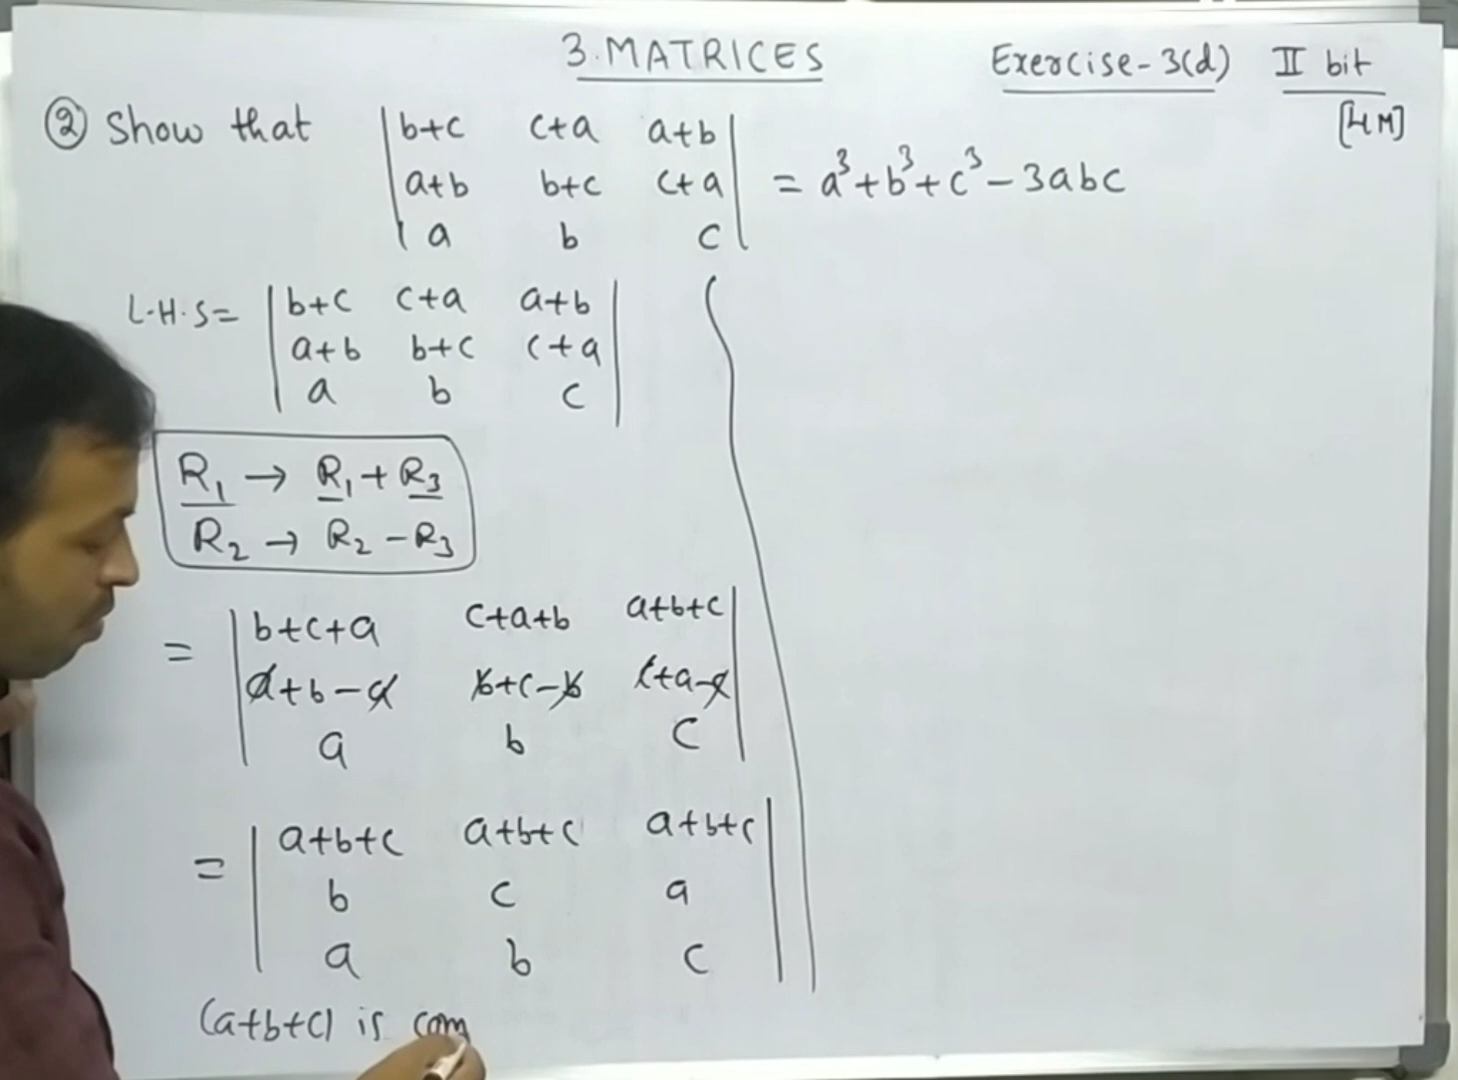 3.MATRICES Exercise-3(d) II bit
[4M]
② Show that | b+c c+a a+b |
| a+b b+c c+a | = a³+b³+c³-3abc
| a b c |
L.H.S= | b+c c+a a+b |
| a+b b+c c+a |
| a b c |
R₁ → R₁+R₃
R₂ → R₂-R₃
= | b+c+a c+a+b a+b+c |
| a+b-a b+c-b c+a-c |
| a b c |
= | a+b+c a+b+c a+b+c |
| b c a |
| a b c |
(a+b+c) is com